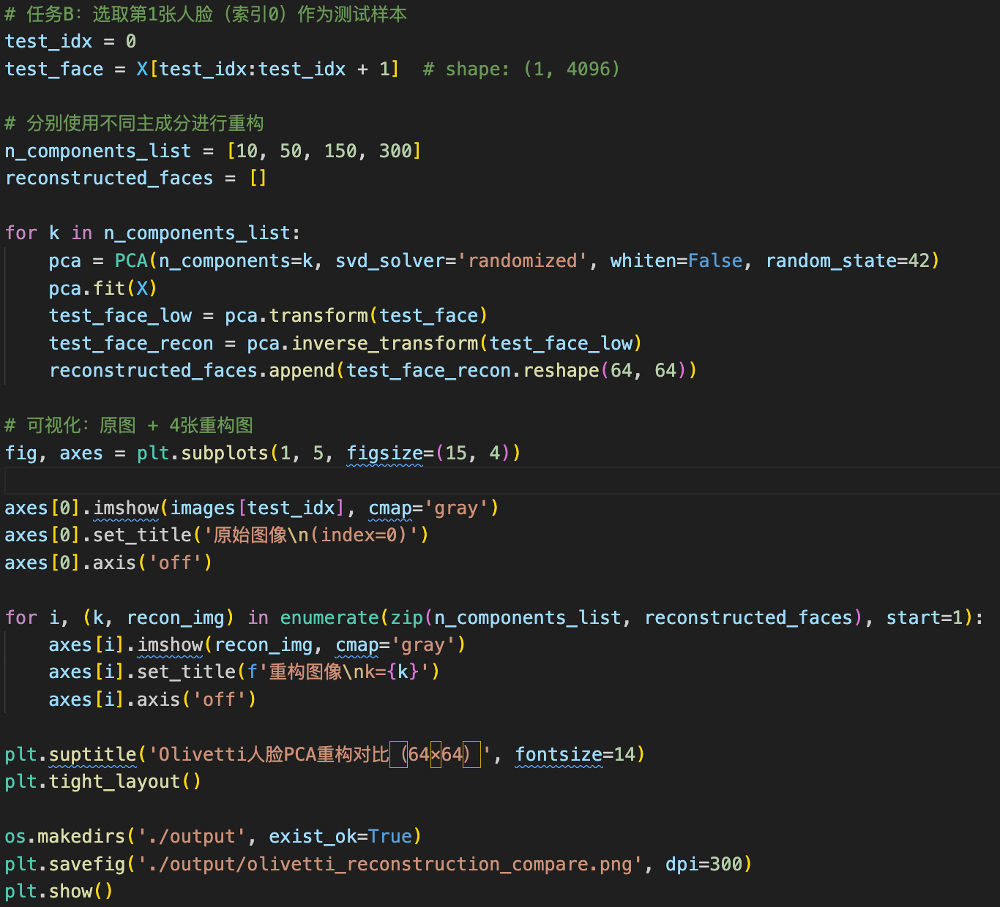 # 任务B：选取第1张人脸（索引0）作为测试样本
test_idx = 0
test_face = X[test_idx:test_idx + 1]  # shape: (1, 4096)
# 分别使用不同主成分进行重构
n_components_list = [10, 50, 150, 300]
reconstructed_faces = []
for k in n_components_list:
    pca = PCA(n_components=k, svd_solver='randomized', whiten=False, random_state=42)
    pca.fit(X)
    test_face_low = pca.transform(test_face)
    test_face_recon = pca.inverse_transform(test_face_low)
    reconstructed_faces.append(test_face_recon.reshape(64, 64))
# 可视化：原图 + 4张重构图
fig, axes = plt.subplots(1, 5, figsize=(15, 4))
axes[0].imshow(images[test_idx], cmap='gray')
axes[0].set_title('原始图像\n(index=0)')
axes[0].axis('off')
for i, (k, recon_img) in enumerate(zip(n_components_list, reconstructed_faces), start=1):
    axes[i].imshow(recon_img, cmap='gray')
    axes[i].set_title(f'重构图像\nk={k}')
    axes[i].axis('off')
plt.suptitle('Olivetti人脸PCA重构对比（64×64）', fontsize=14)
plt.tight_layout()
os.makedirs('./output', exist_ok=True)
plt.savefig('./output/olivetti_reconstruction_compare.png', dpi=300)
plt.show()